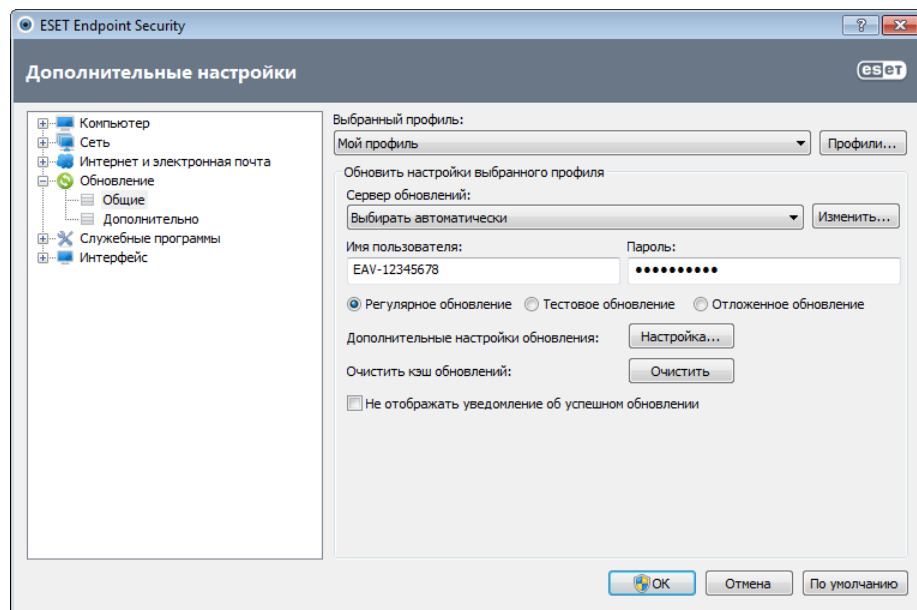 ESET Endpoint Security
Дополнительные настройки
eseт
Компьютер
Сеть
Интернет и электронная почта
Обновление
Общие
Дополнительно
Служебные программы
Интерфейс
Выбранный профиль:
Мой профиль
Профили...
Обновить настройки выбранного профиля
Сервер обновлений:
Выбирать автоматически
Изменить...
Имя пользователя: Пароль:
EAV-12345678 ••••••••••
Регулярное обновление Тестовое обновление Отложенное обновление
Дополнительные настройки обновления: Настройка...
Очистить кэш обновлений: Очистить
Не отображать уведомление об успешном обновлении
ОК Отмена По умолчанию